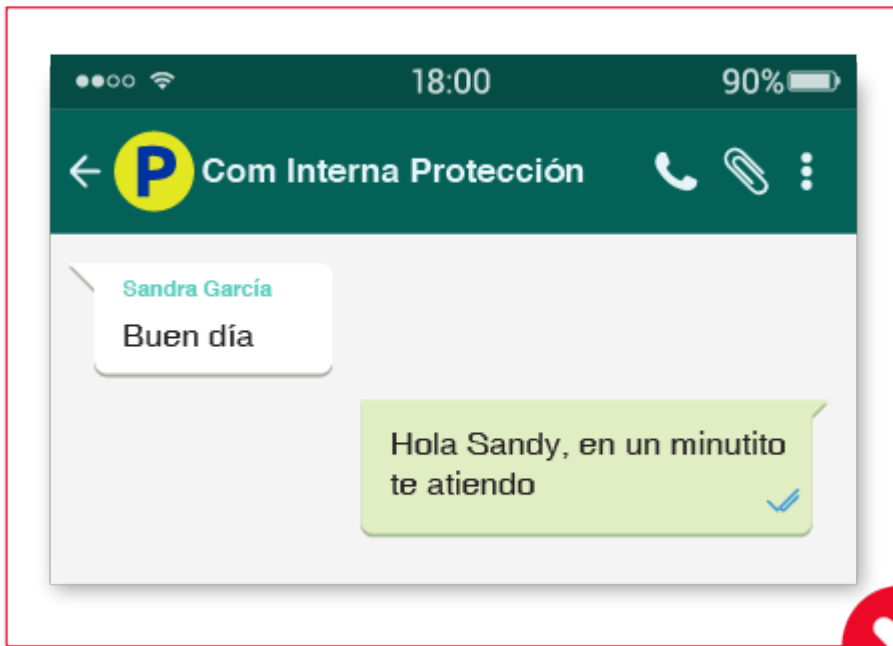 18:00
90%
P
Com Interna Protección
Sandra García
Buen día
Hola Sandy, en un minutito
te atiendo